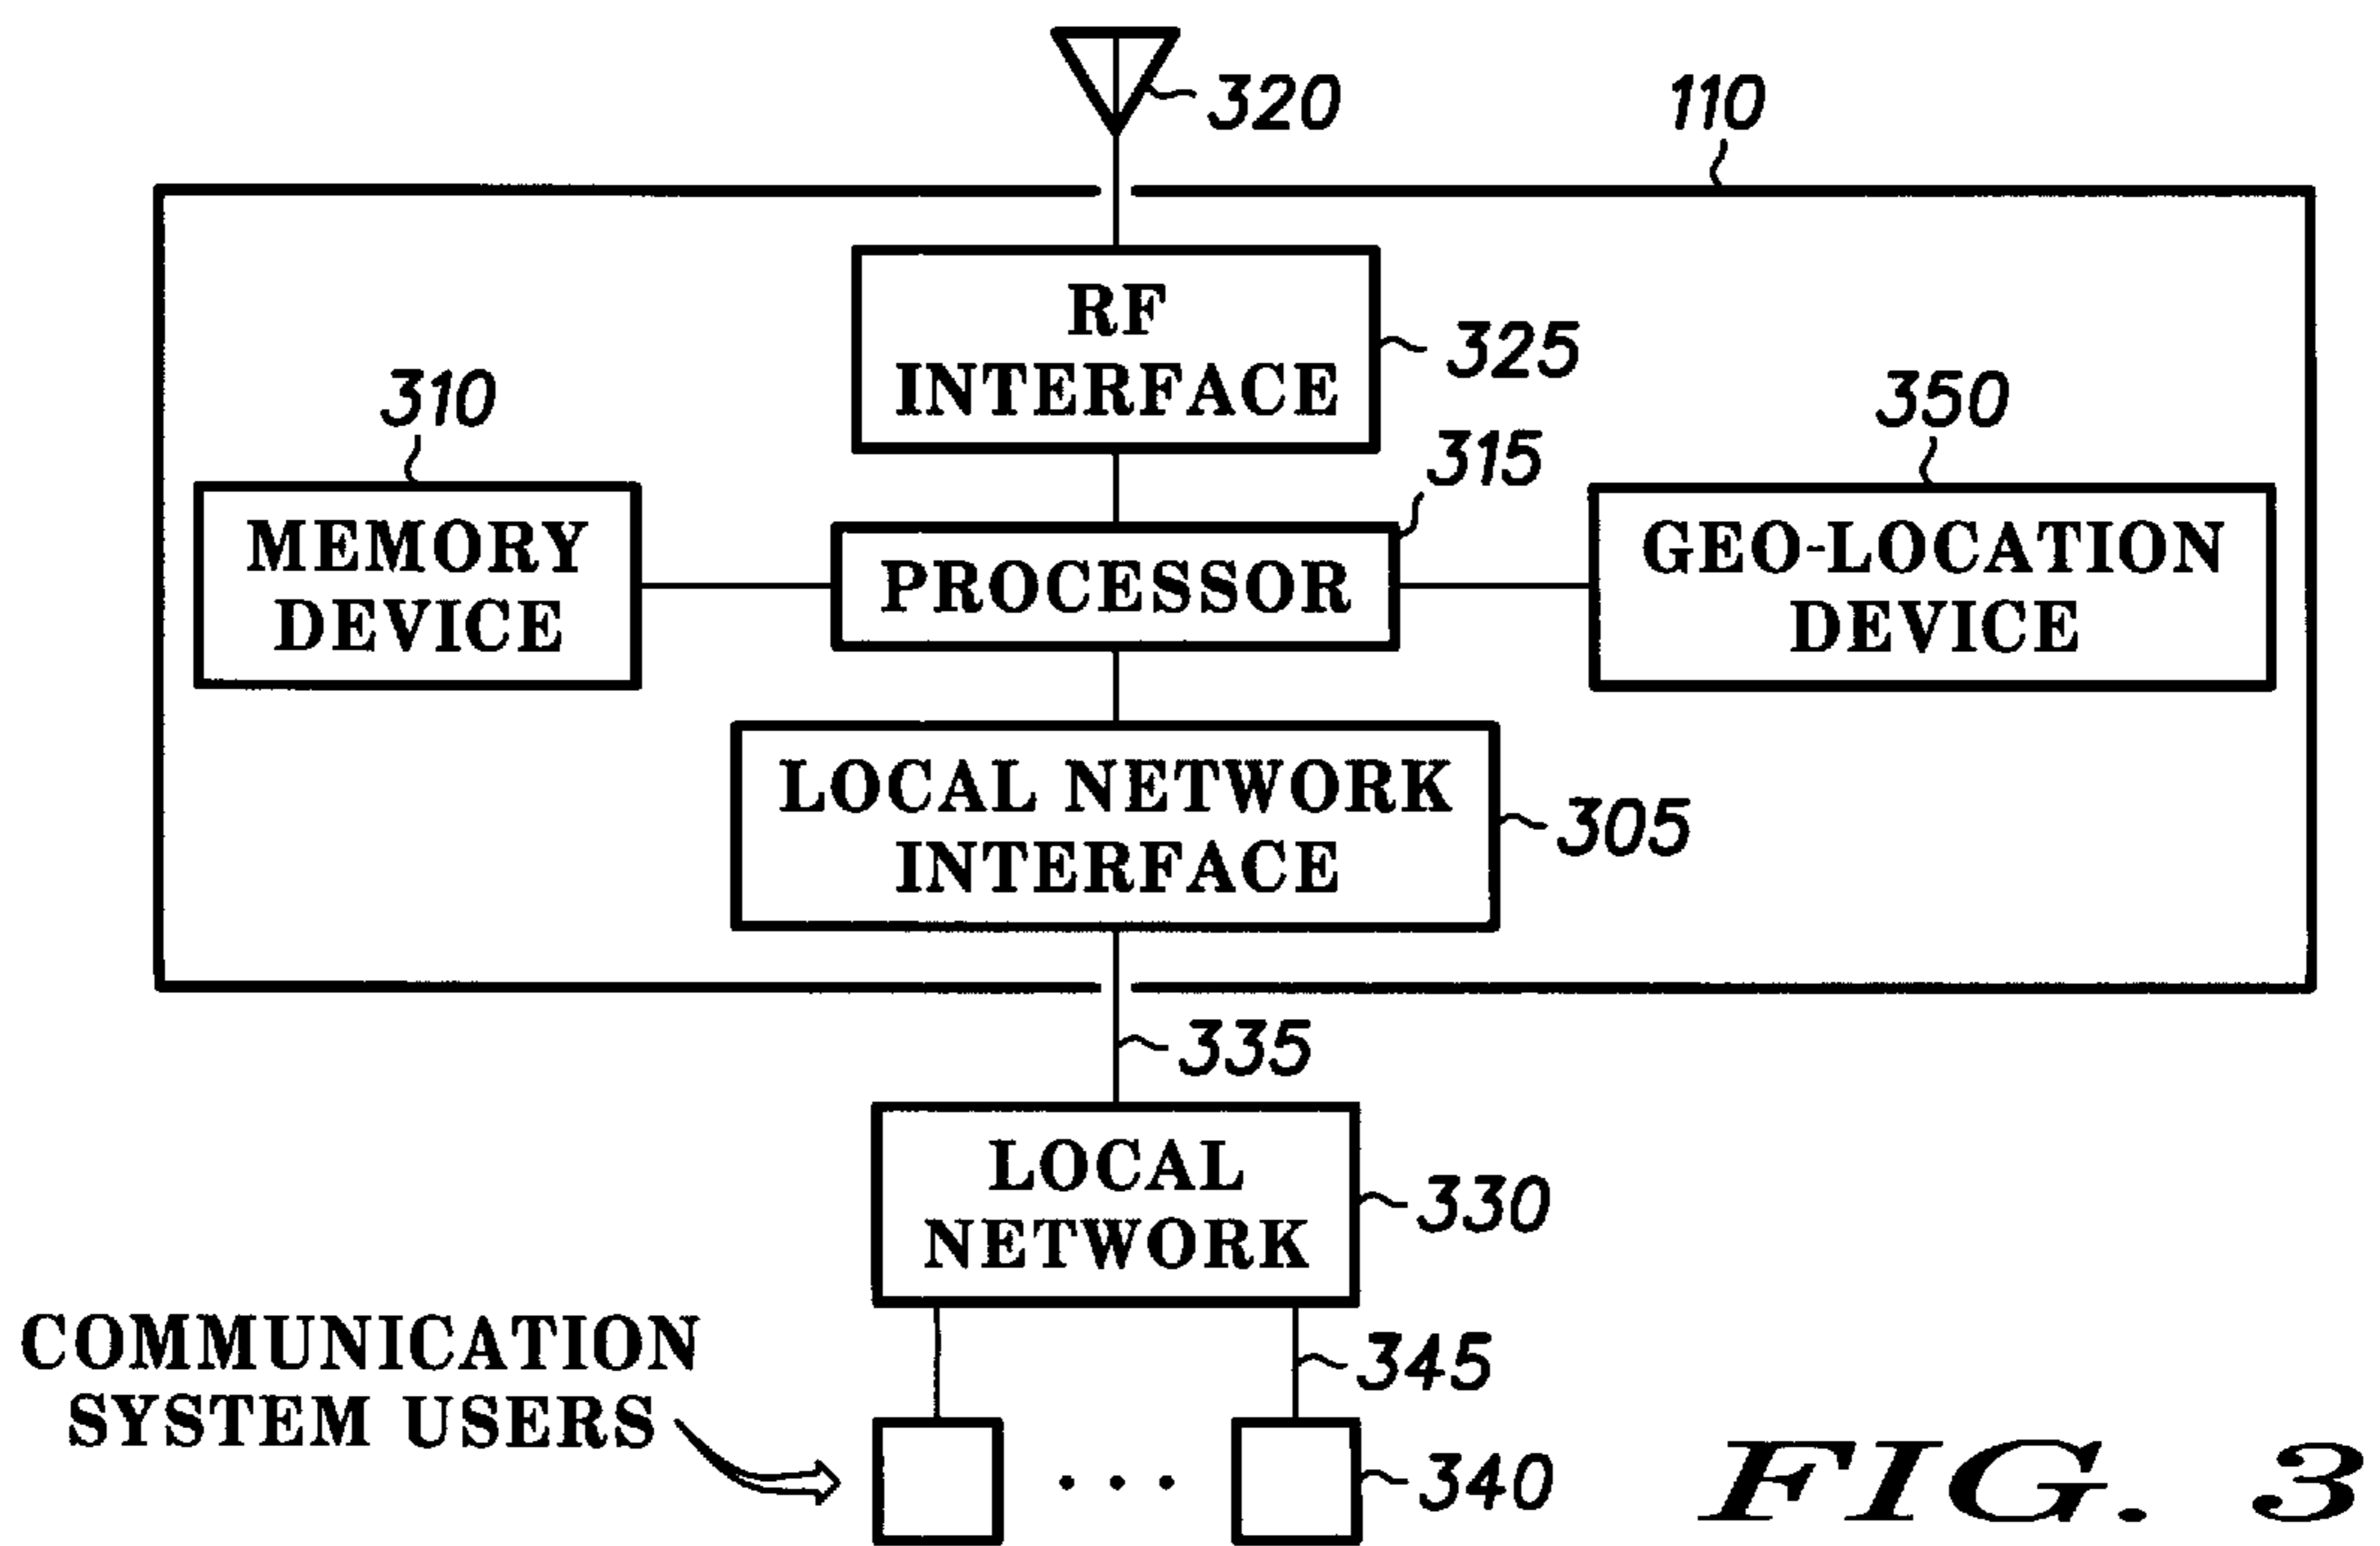 320
110
RF
INTERFACE
325
310
350
315
MEMORY
DEVICE
PROCESSOR
GEO-LOCATION
DEVICE
LOCAL NETWORK
INTERFACE
305
335
LOCAL
NETWORK
330
COMMUNICATION
SYSTEM USERS
345
340
FIG. 3